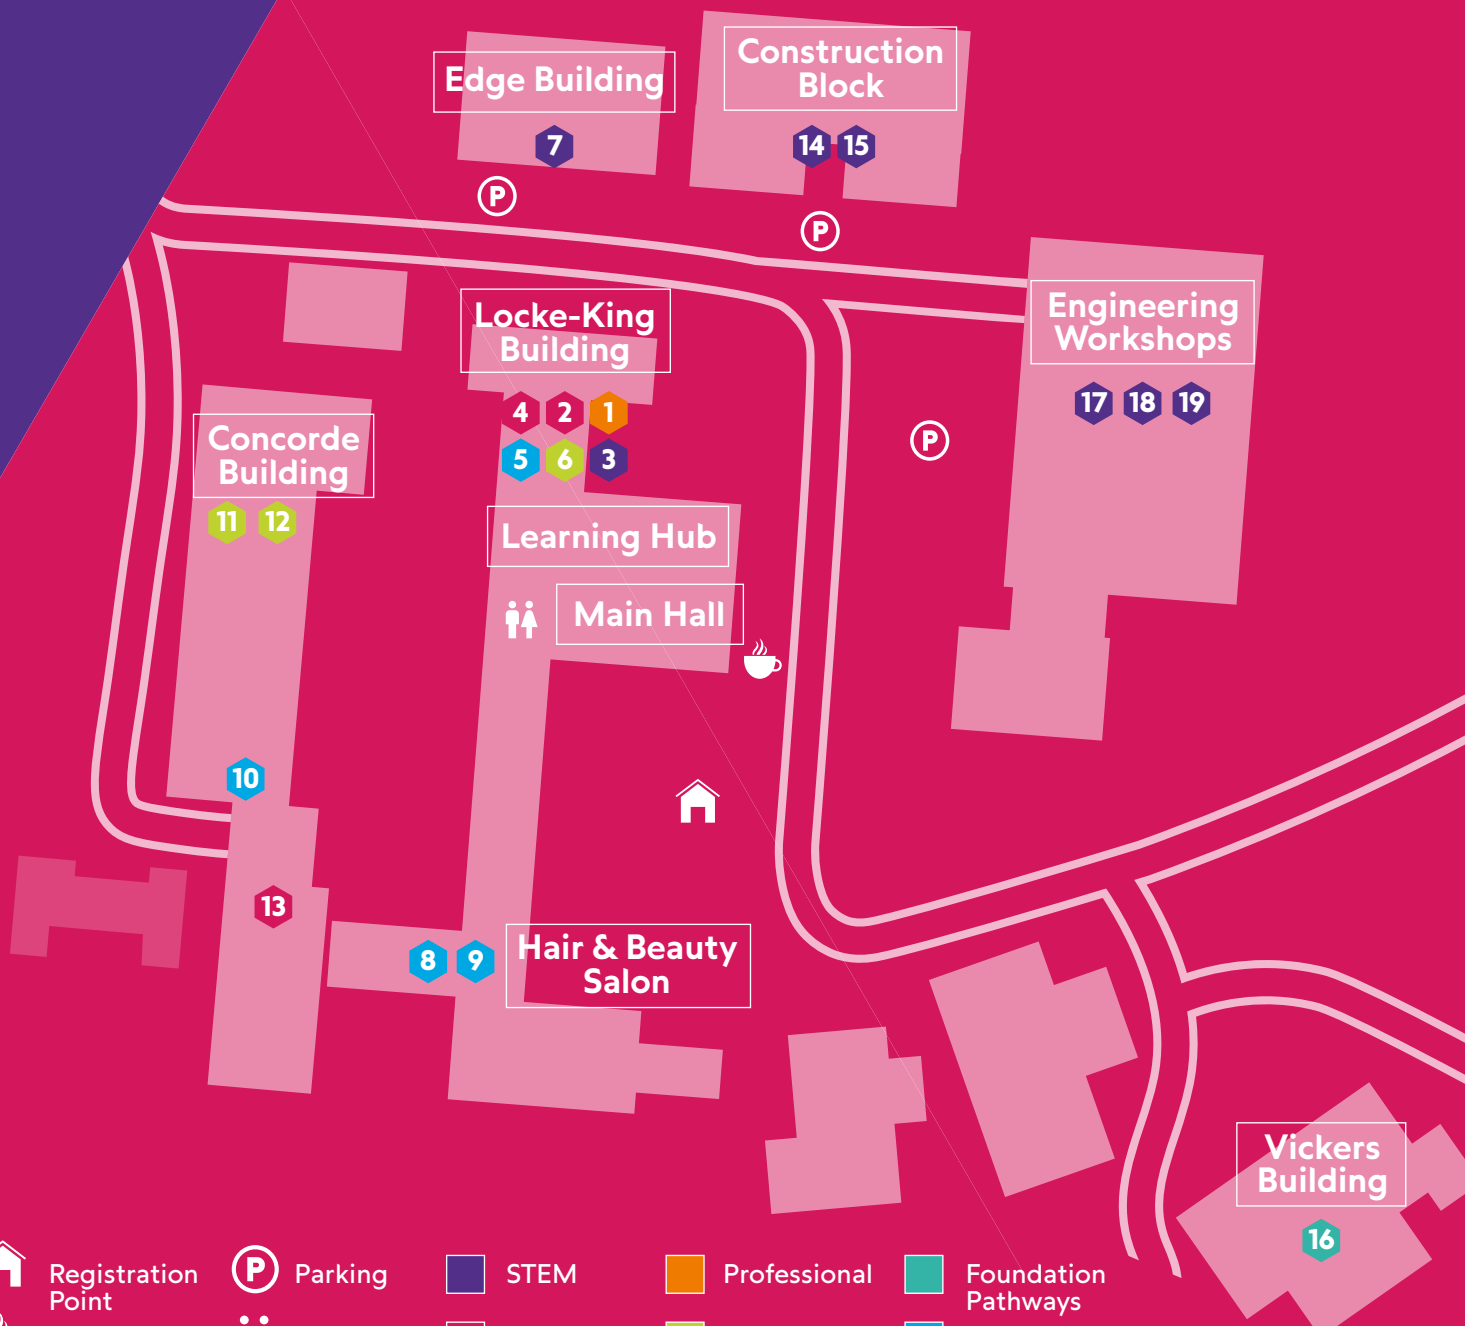 Edge Building
7
Construction
Block
14 15
P
P
Locke-King
Building
4 2 1
5 6 3
Engineering
Workshops
17 18 19
P
Concorde
Building
11 12
Learning Hub
Main Hall
10
13
8 9
Hair & Beauty
Salon
Vickers
Building
16
Registration
Point
P Parking
STEM
Professional
Foundation
Pathways